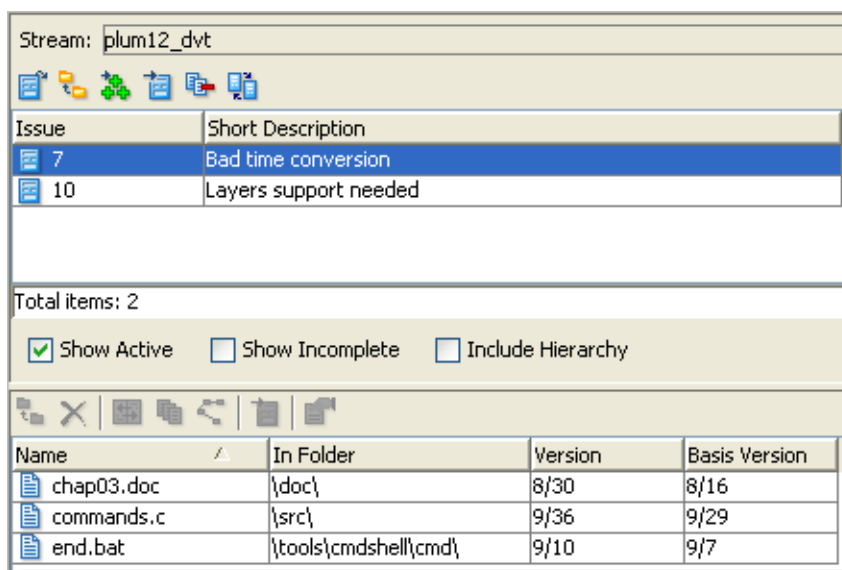 Stream: plum12_dvt
Issue Short Description
7 Bad time conversion
10 Layers support needed
Total items: 2
Show Active Show Incomplete Include Hierarchy
Name In Folder Version Basis Version
chap03.doc \doc\ 8/30 8/16
commands.c \src\ 9/36 9/29
end.bat \tools\cmdshell\cmd\ 9/10 9/7